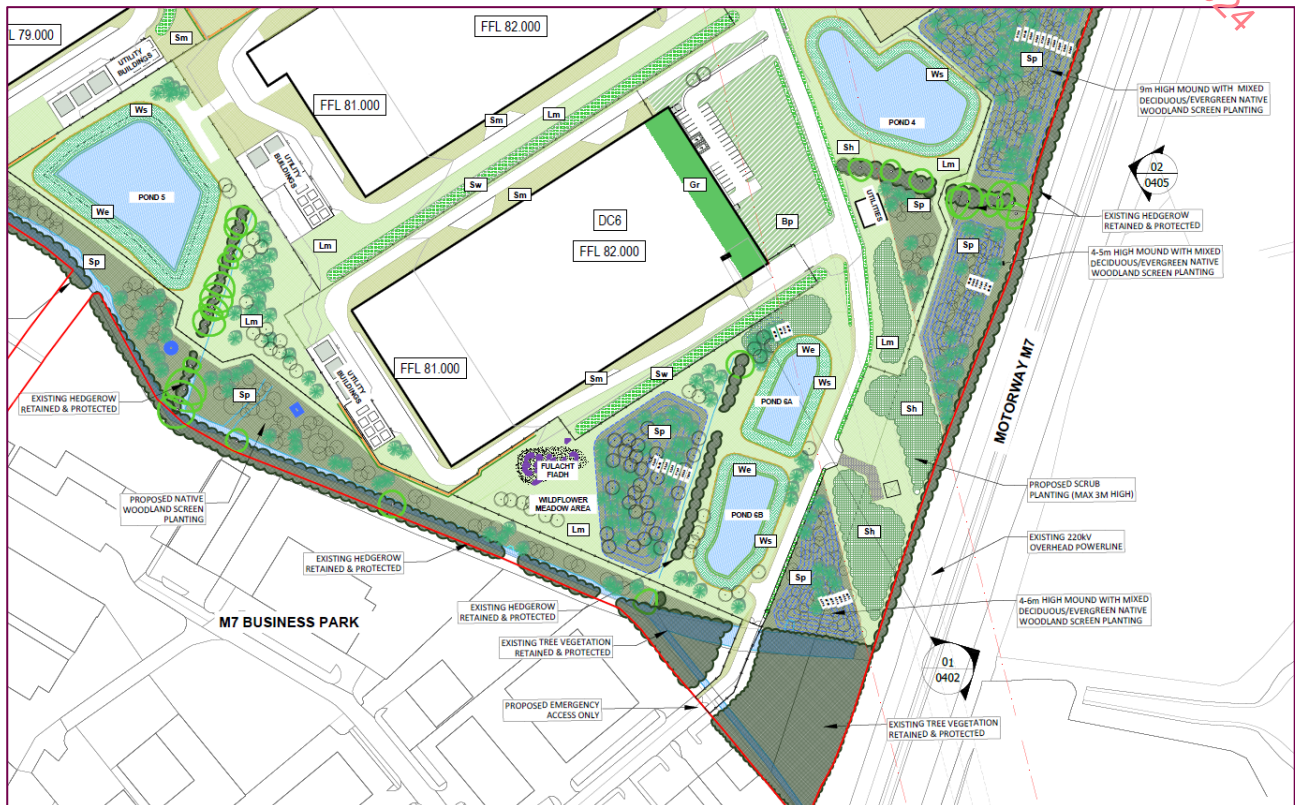 24
L 79.000
Sm
FFL 82.000
UTILITY
BUILDINGS
Ws
Sp
9m HIGH MOUND WITH MIXED
DECIDUOUS/EVERGREEN NATIVE
WOODLAND SCREEN PLANTING
FFL 81.000
Ws
Sm
Lm
POND 4
02
0405
UTILITY
BUILDINGS
Sh
Lm
POND 5
We
Sw
Sm
Gr
UTILITIES
Sp
EXISTING HEDGEROW
RETAINED & PROTECTED
Bp
DC6
FFL 82.000
Lm
Sp
4-5m HIGH MOUND WITH MIXED
DECIDUOUS/EVERGREEN NATIVE
WOODLAND SCREEN PLANTING
Sp
Lm
Lm
We
UTILITY
BUILDINGS
FFL 81.000
Sm
Sw
Ws
MOTORWAY M7
EXISTING HEDGEROW
RETAINED & PROTECTED
Sp
POND 6A
Sh
Sp
FULACHT
FIADH
We
PROPOSED SCRUB
PLANTING (MAX 3M HIGH)
PROPOSED NATIVE
WOODLAND SCREEN
PLANTING
WILDFLOWER
MEADOW AREA
POND 6B
Lm
Sh
Ws
EXISTING 220kV
OVERHEAD POWERLINE
EXISTING HEDGEROW
RETAINED & PROTECTED
Sp
4-6m HIGH MOUND WITH MIXED
DECIDUOUS/EVERGREEN NATIVE
WOODLAND SCREEN PLANTING
EXISTING HEDGEROW
RETAINED & PROTECTED
M7 BUSINESS PARK
EXISTING TREE VEGETATION
RETAINED & PROTECTED
01
0402
PROPOSED EMERGENCY
ACCESS ONLY
EXISTING TREE VEGETATION
RETAINED & PROTECTED